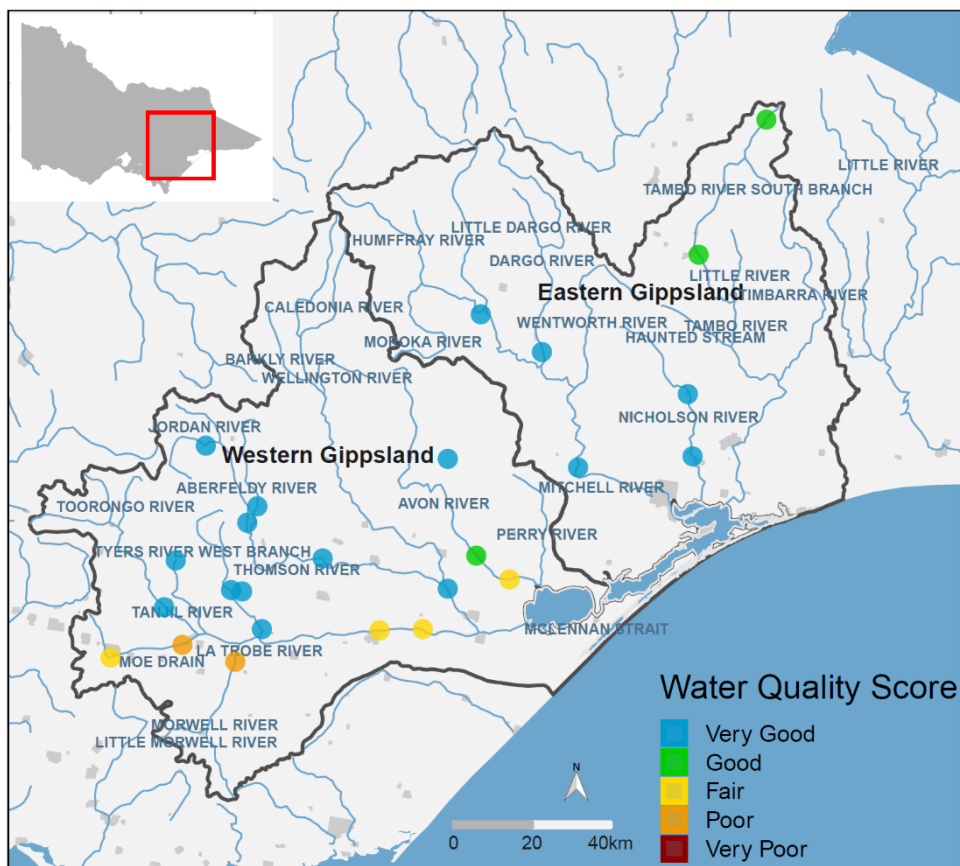 LITTLE RIVER
TAMBO RIVER SOUTH BRANCH
LITTLE DARGO RIVER
HUMFFRAY RIVER
DARGO RIVER
LITTLE RIVER
Eastern Gippsland
TIMBARRA RIVER
CALEDONIA RIVER
WENTWORTH RIVER
TAMBO RIVER
HAUNTED STREAM
MOROKA RIVER
BARKLY RIVER
WELLINGTON RIVER
NICHOLSON RIVER
JORDAN RIVER
Western Gippsland
ABERFELDY RIVER
MITCHELL RIVER
TOORONGO RIVER
AVON RIVER
PERRY RIVER
TYERS RIVER WEST BRANCH
THOMSON RIVER
TANJIL RIVER
MCLENNAN STRAIT
LA TROBE RIVER
MOE DRAIN
MORWELL RIVER
LITTLE MORWELL RIVER
Water Quality Score
Very Good
Good
Fair
Poor
Very Poor
N
0 20 40km